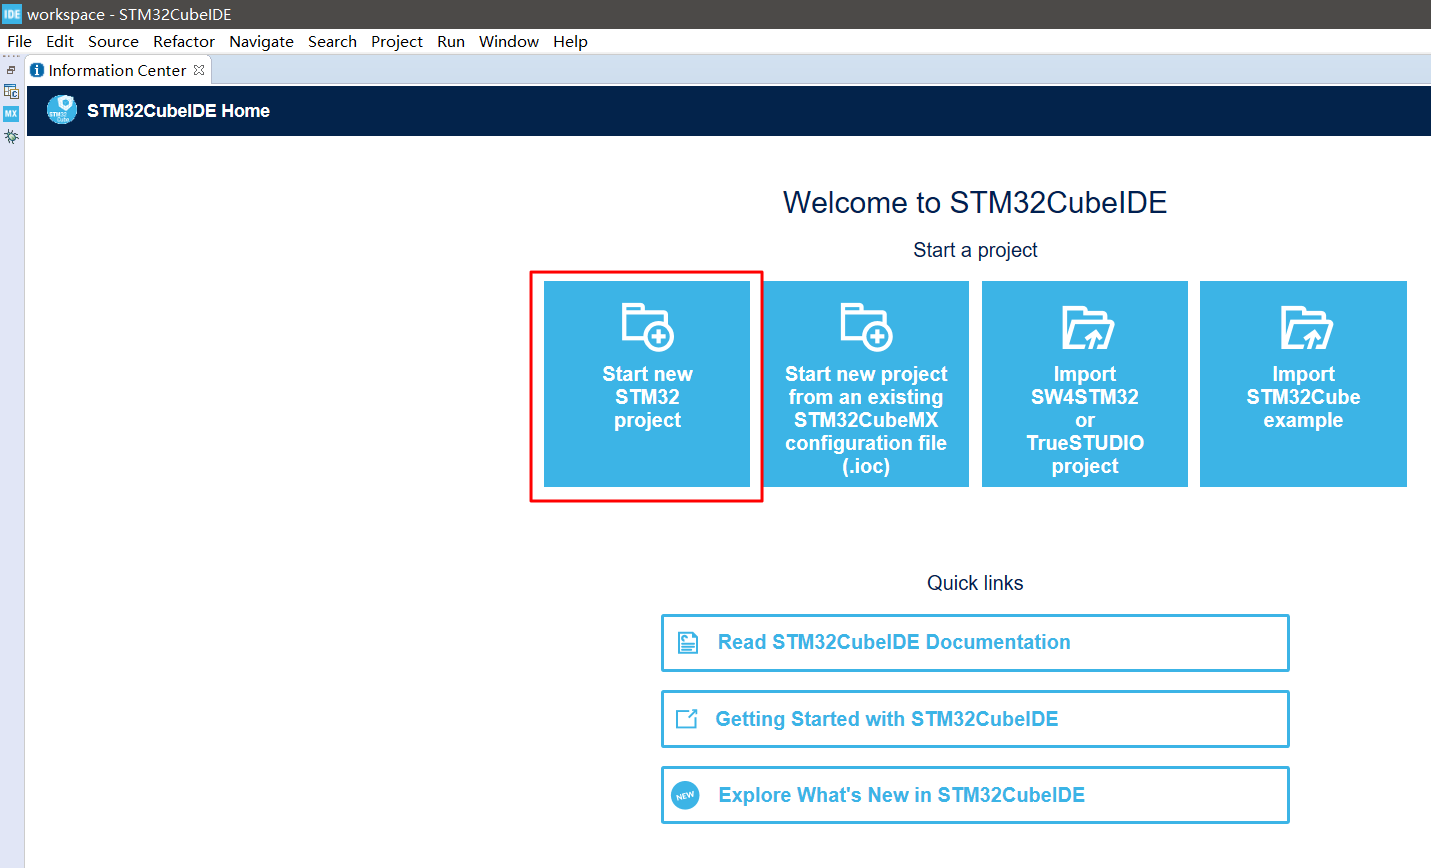 IDE workspace - STM32CubeIDE
File Edit Source Refactor Navigate Search Project Run Window Help
Information Center
MX
STM32CubeIDE Home
Welcome to STM32CubeIDE
Start a project
Start new
STM32
project
Start new project
from an existing
STM32CubeMX
configuration file
(.ioc)
Import
SW4STM32
or
TrueSTUDIO
project
Import
STM32Cube
example
Quick links
Read STM32CubeIDE Documentation
Getting Started with STM32CubeIDE
NEW Explore What's New in STM32CubeIDE